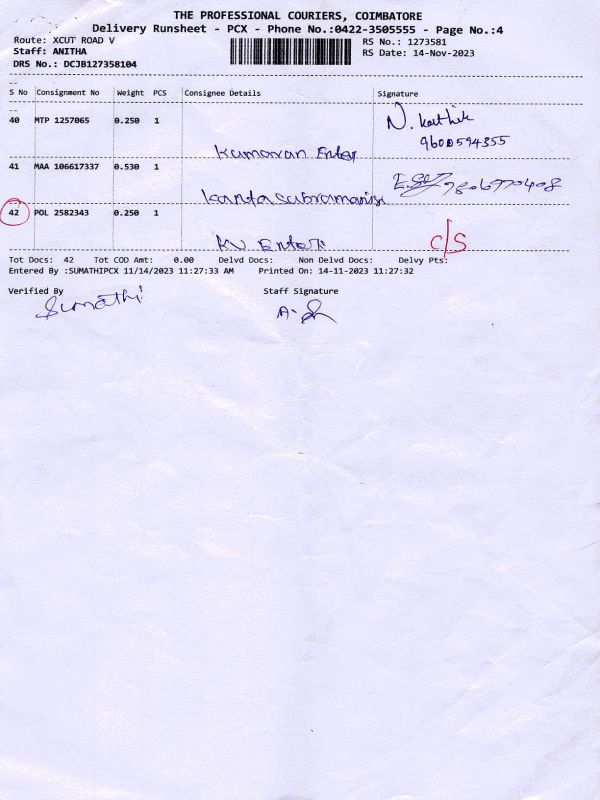 THE PROFESSIONAL COURIERS, COIMBATORE
Delivery Runsheet - PCX - Phone No.:0422-3505555 - Page No.:4
Route: XCUT ROAD V RS No.: 1273581
Staff: ANITHA RS Date: 14-Nov-2023
DRS No.: DCJB127358104
S No Consignment No Weight PCS Consignee Details Signature
40 MTP 1257065 0.250 1 N. Karthik
9600594355
Kumaran Enter
41 MAA 106617337 0.530 1
Kantasubramani
42 POL 2582343 0.250 1
KV Enter C/S
Tot Docs: 42 Tot COD Amt: 0.00 Delvd Docs: Non Delvd Docs: Delvy Pts:
Entered By :SUMATHIPCX 11/14/2023 11:27:33 AM Printed On: 14-11-2023 11:27:32
Verified By Staff Signature
Sumathi